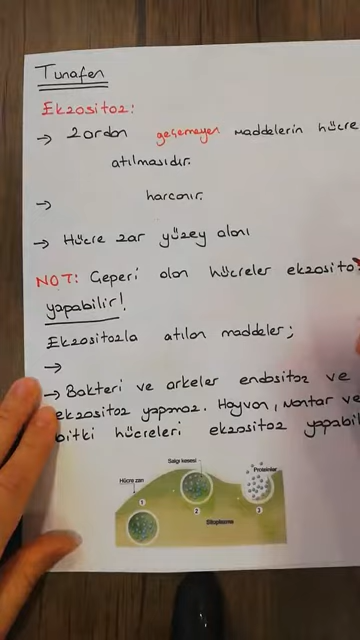 Tunafen
Ekzositoz:
→ Zardan geçemeyen maddelerin hücre
atılmasıdır.
→ harcanır.
→ Hücre zar yüzey alanı
NOT: Çeperi olan hücreler ekzositoz
yapabilir!
Ekzositozla atılan maddeler;
→
→ Bakteri ve arkeler endositoz ve
ekzositoz yapmaz. Hayvan, mantar ve
bitki hücreleri ekzositoz yapabil
Salgı kesesi
Proteinler
Hücre zarı
1
2
3
Sitoplazma